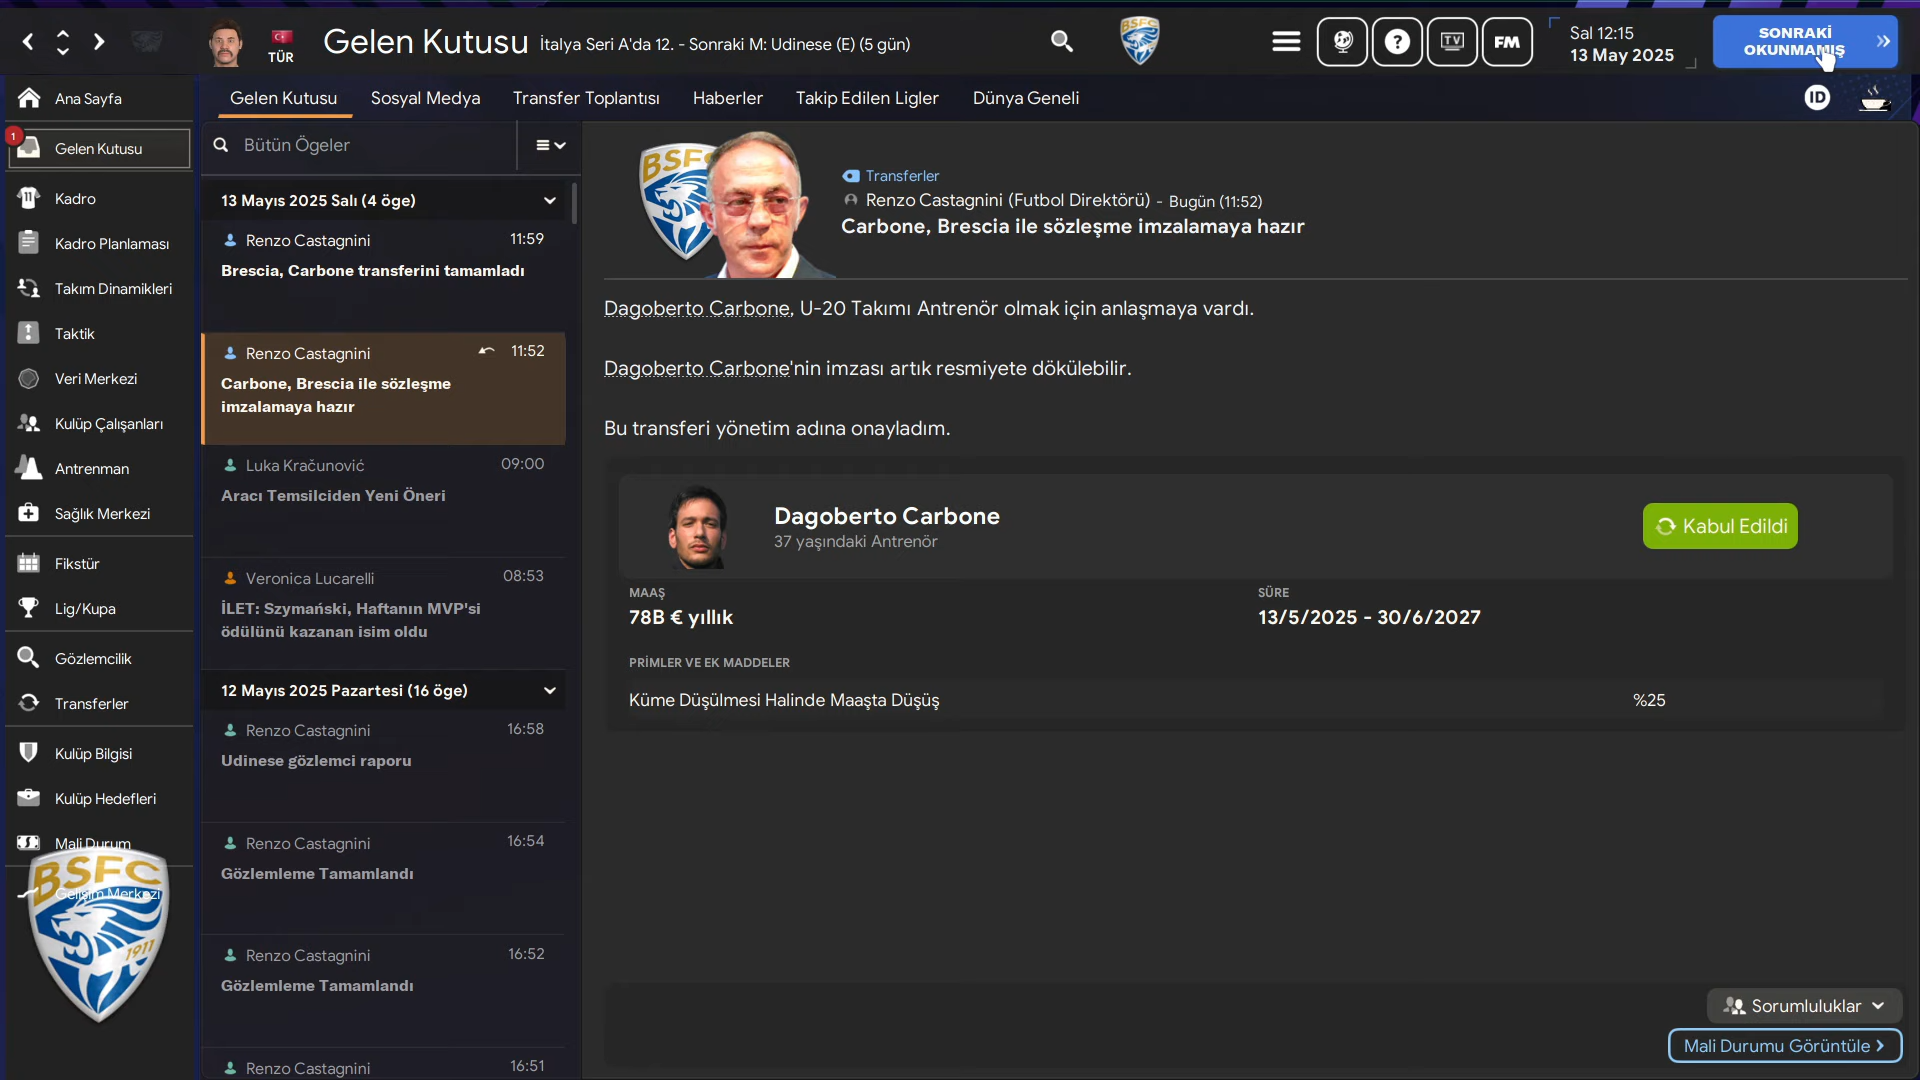 TÜR
Gelen Kutusu
İtalya Seri A'da 12. - Sonraki M: Udinese (E) (5 gün)
TV
FM
Sal 12:15
13 May 2025
SONRAKİ
OKUNMAMIŞ
Ana Sayfa
1
Gelen Kutusu
11
Kadro
Kadro Planlaması
Takım Dinamikleri
Taktik
Veri Merkezi
Kulüp Çalışanları
Antrenman
Sağlık Merkezi
Fikstür
Lig/Kupa
Gözlemcilik
Transferler
Kulüp Bilgisi
Kulüp Hedefleri
Mali Durum
Gelişim Merkezi
BSFC
1911
Gelen Kutusu
Sosyal Medya
Transfer Toplantısı
Haberler
Takip Edilen Ligler
Dünya Geneli
ID
Bütün Ögeler
13 Mayıs 2025 Salı (4 öge)
Renzo Castagnini
11:59
Brescia, Carbone transferini tamamladı
Renzo Castagnini
11:52
Carbone, Brescia ile sözleşme
imzalamaya hazır
Luka Kračunović
09:00
Aracı Temsilciden Yeni Öneri
Veronica Lucarelli
08:53
İLET: Szymański, Haftanın MVP'si
ödülünü kazanan isim oldu
12 Mayıs 2025 Pazartesi (16 öge)
Renzo Castagnini
16:58
Udinese gözlemci raporu
Renzo Castagnini
16:54
Gözlemleme Tamamlandı
Renzo Castagnini
16:52
Gözlemleme Tamamlandı
Renzo Castagnini
16:51
BSFC
Transferler
Renzo Castagnini (Futbol Direktörü) - Bugün (11:52)
Carbone, Brescia ile sözleşme imzalamaya hazır
Dagoberto Carbone, U-20 Takımı Antrenör olmak için anlaşmaya vardı.
Dagoberto Carbone'nin imzası artık resmiyete dökülebilir.
Bu transferi yönetim adına onayladım.
Dagoberto Carbone
37 yaşındaki Antrenör
Kabul Edildi
MAAŞ
78B € yıllık
SÜRE
13/5/2025 - 30/6/2027
PRİMLER VE EK MADDELER
Küme Düşülmesi Halinde Maaşta Düşüş
%25
Sorumluluklar
Mali Durumu Görüntüle